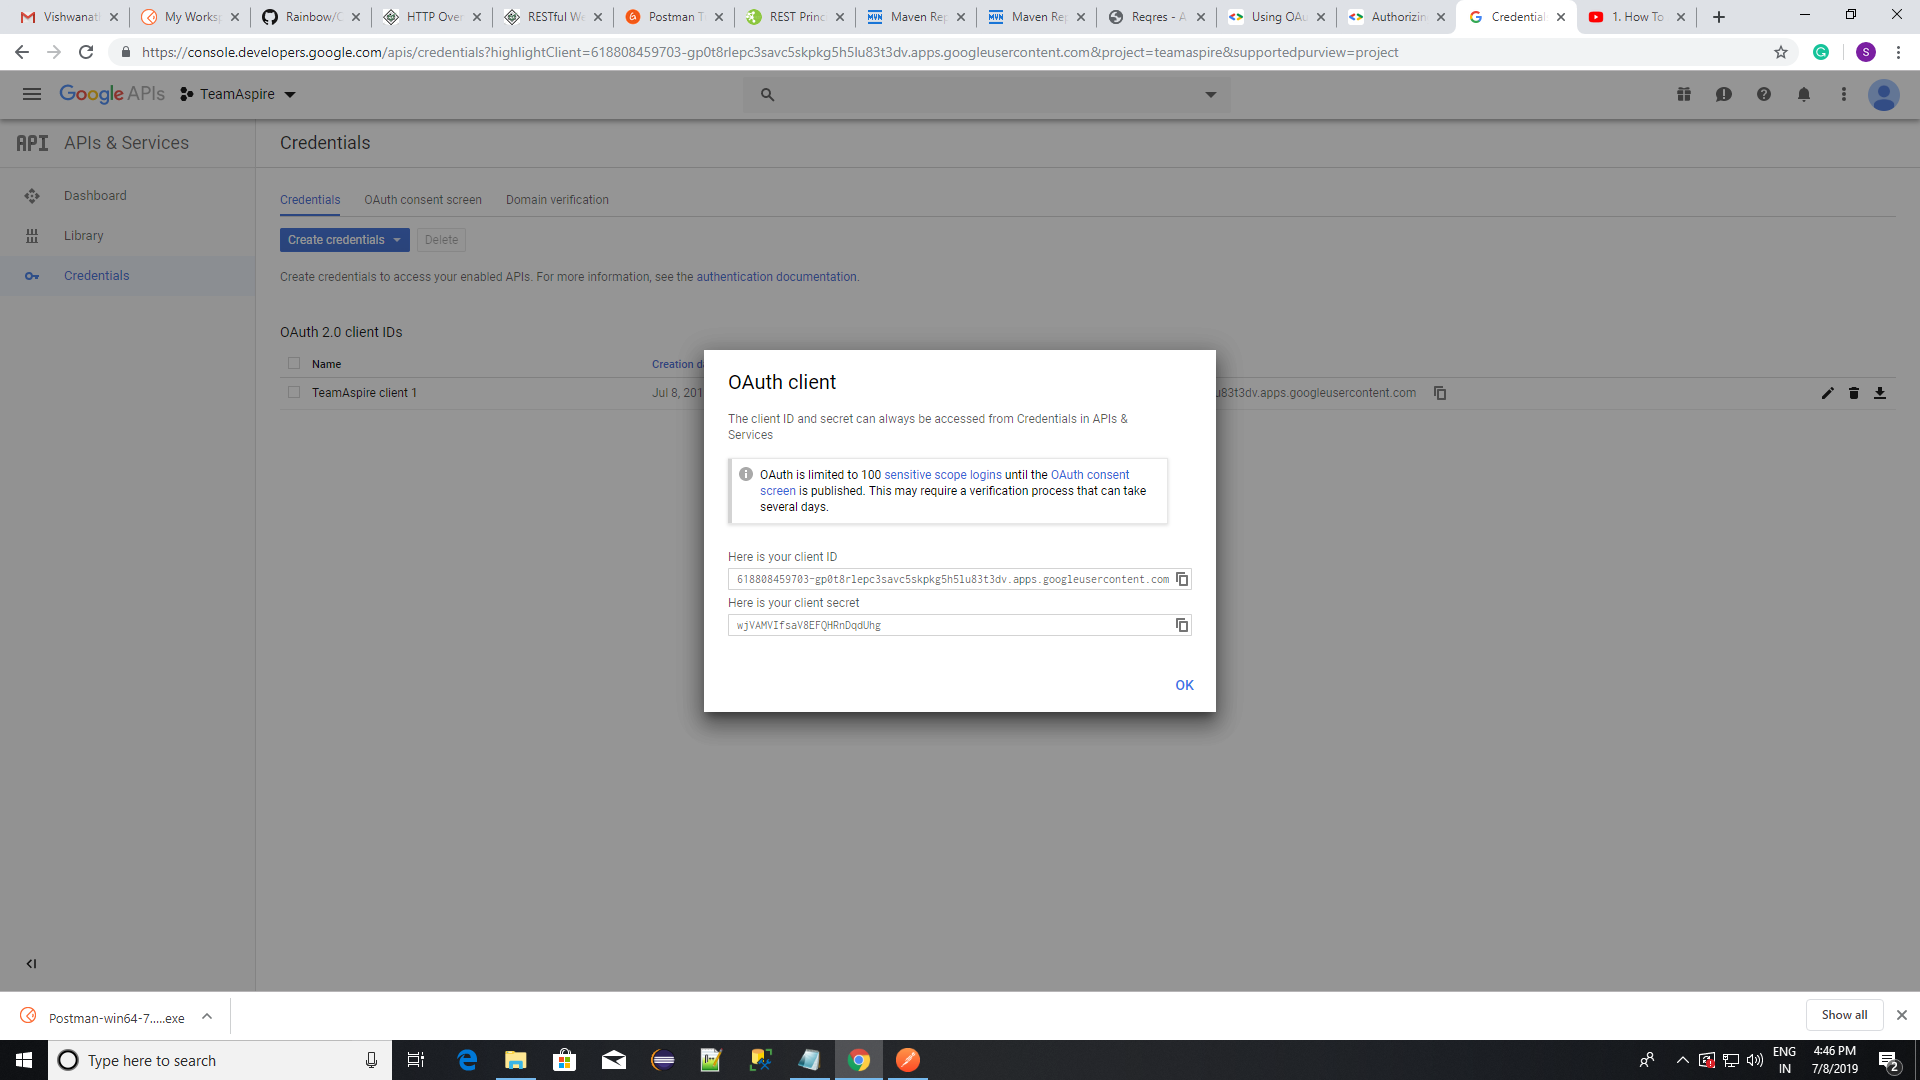 Vishwanat
My Worksp
Rainbow/C
HTTP Over
RESTful We
Postman T
REST Princ
Maven Rep
Maven Rep
Reqres - A
Using OAu
Authorizin
Credential
1. How To
https://console.developers.google.com/apis/credentials?highlightClient=618808459703-gp0t8rlepc3savc5skpkg5h5lu83t3dv.apps.googleusercontent.com&project=teamaspire&supportedpurview=project
S
Google APIs
TeamAspire
API APIs & Services
Credentials
Dashboard
Library
Credentials
Credentials
OAuth consent screen
Domain verification
Create credentials
Delete
Create credentials to access your enabled APIs. For more information, see the authentication documentation.
OAuth 2.0 client IDs
Name
Creation d
TeamAspire client 1
Jul 8, 201
u83t3dv.apps.googleusercontent.com
OAuth client
The client ID and secret can always be accessed from Credentials in APIs &
Services
OAuth is limited to 100 sensitive scope logins until the OAuth consent
screen is published. This may require a verification process that can take
several days.
Here is your client ID
618808459703-gp0t8rlepc3savc5skpkg5h5lu83t3dv.apps.googleusercontent.com
Here is your client secret
wjVAMVIfsaV8EFQHRnDqdUhg
OK
Postman-win64-7.....exe
Show all
Type here to search
ENG
IN
4:46 PM
7/8/2019
2